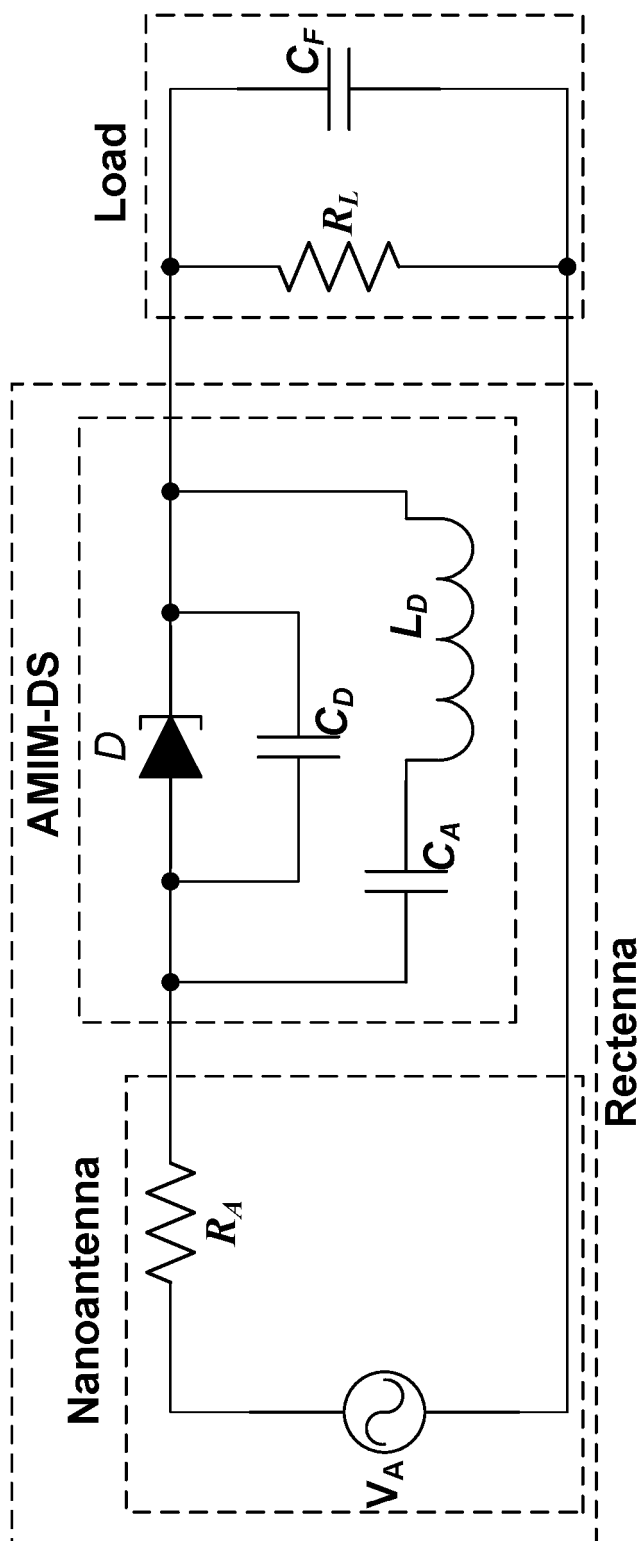 Rectenna
Nanoantenna
V_A
R_A
AMIM-DS
D
C_D
C_A
L_D
Load
R_L
C_F